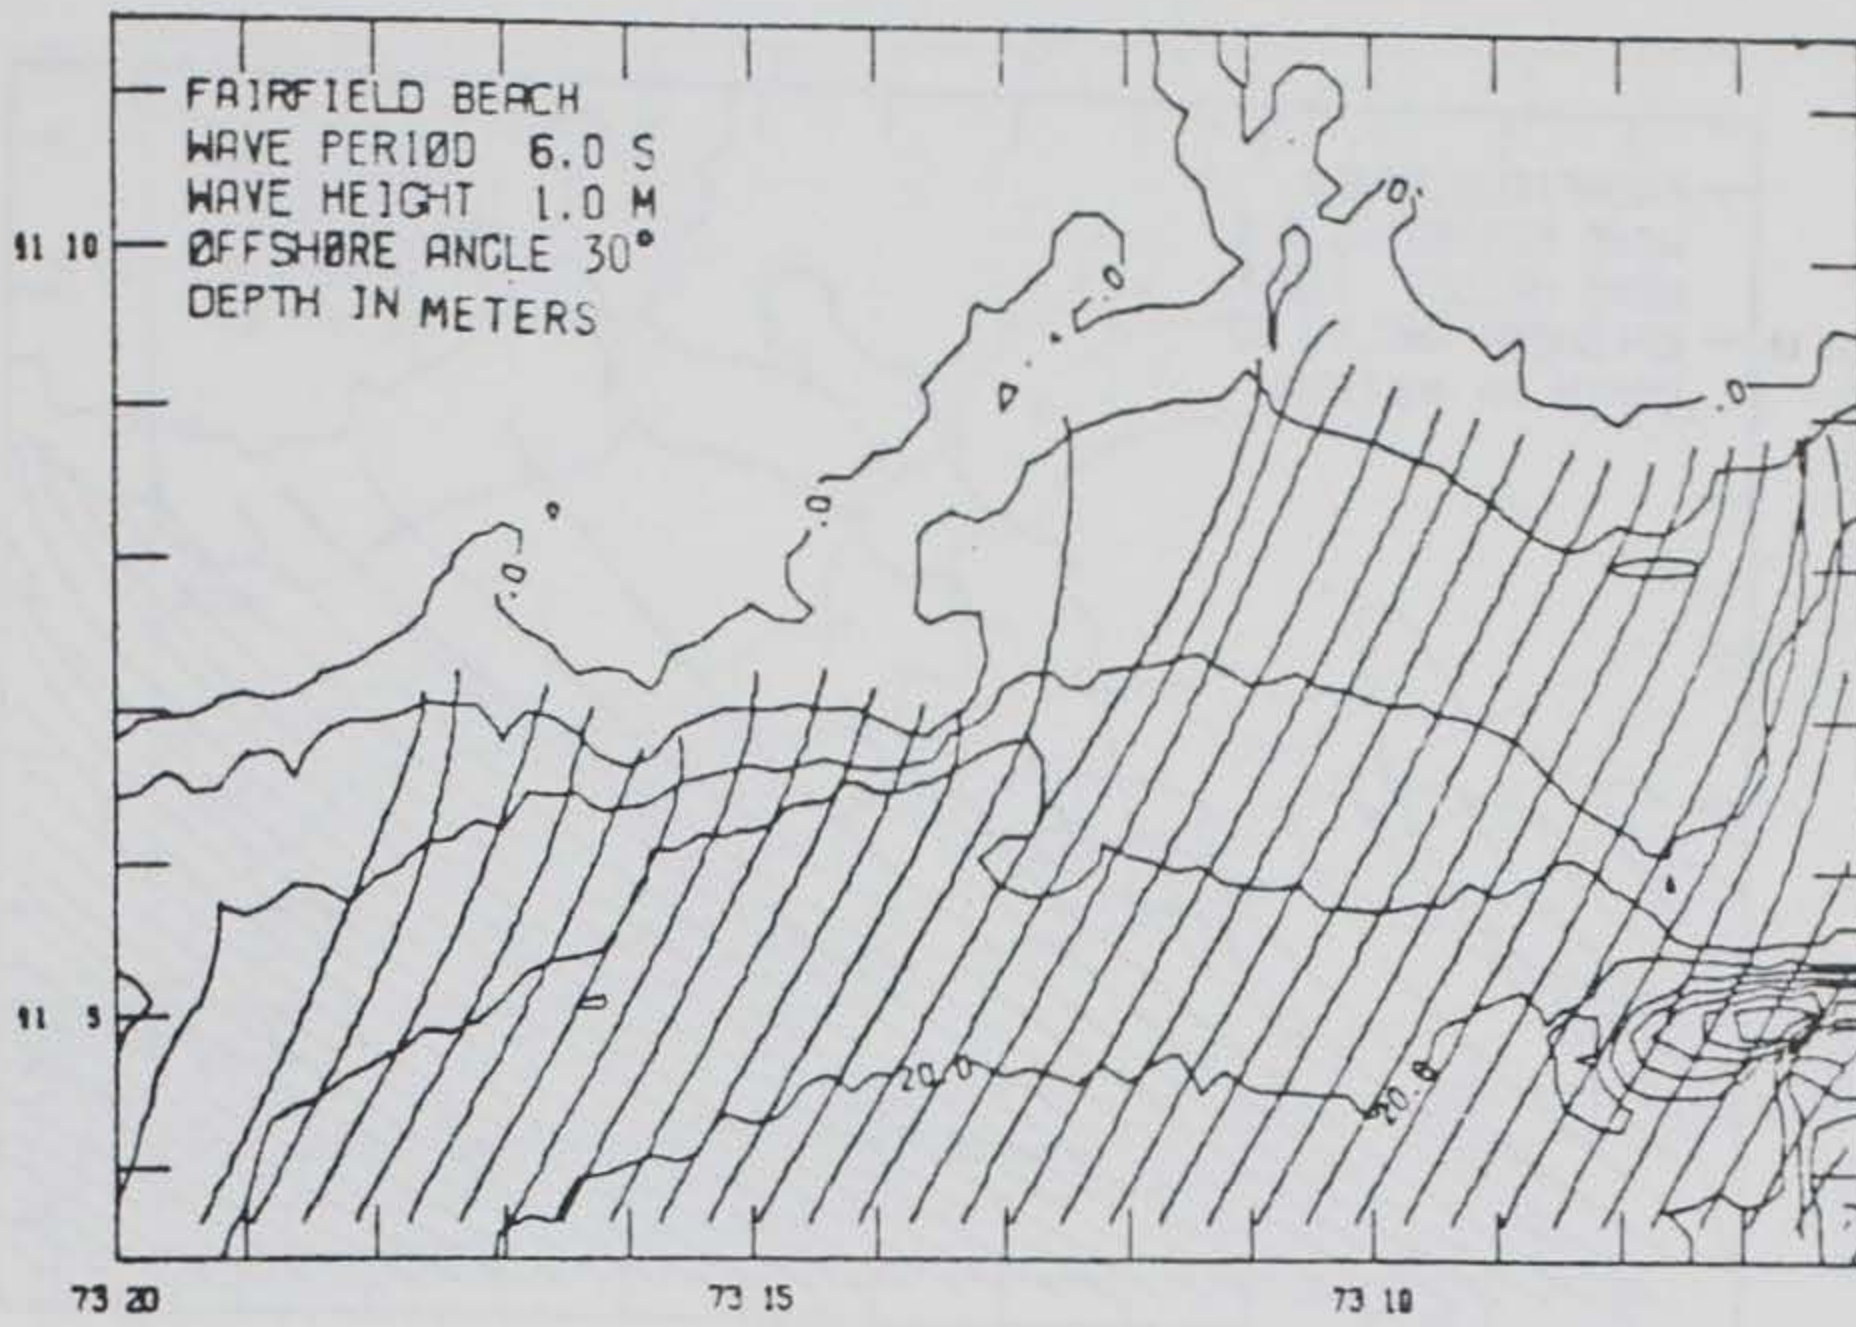 FAIRFIELD BEACH
WAVE PERIØD 6.0 S
WAVE HEIGHT 1.0 M
ØFFSHØRE ANGLE 30°
DEPTH IN METERS
.0
.0
41 10
.0
.0
.0
41 5
20.0
20.0
73 20
73 15
73 10